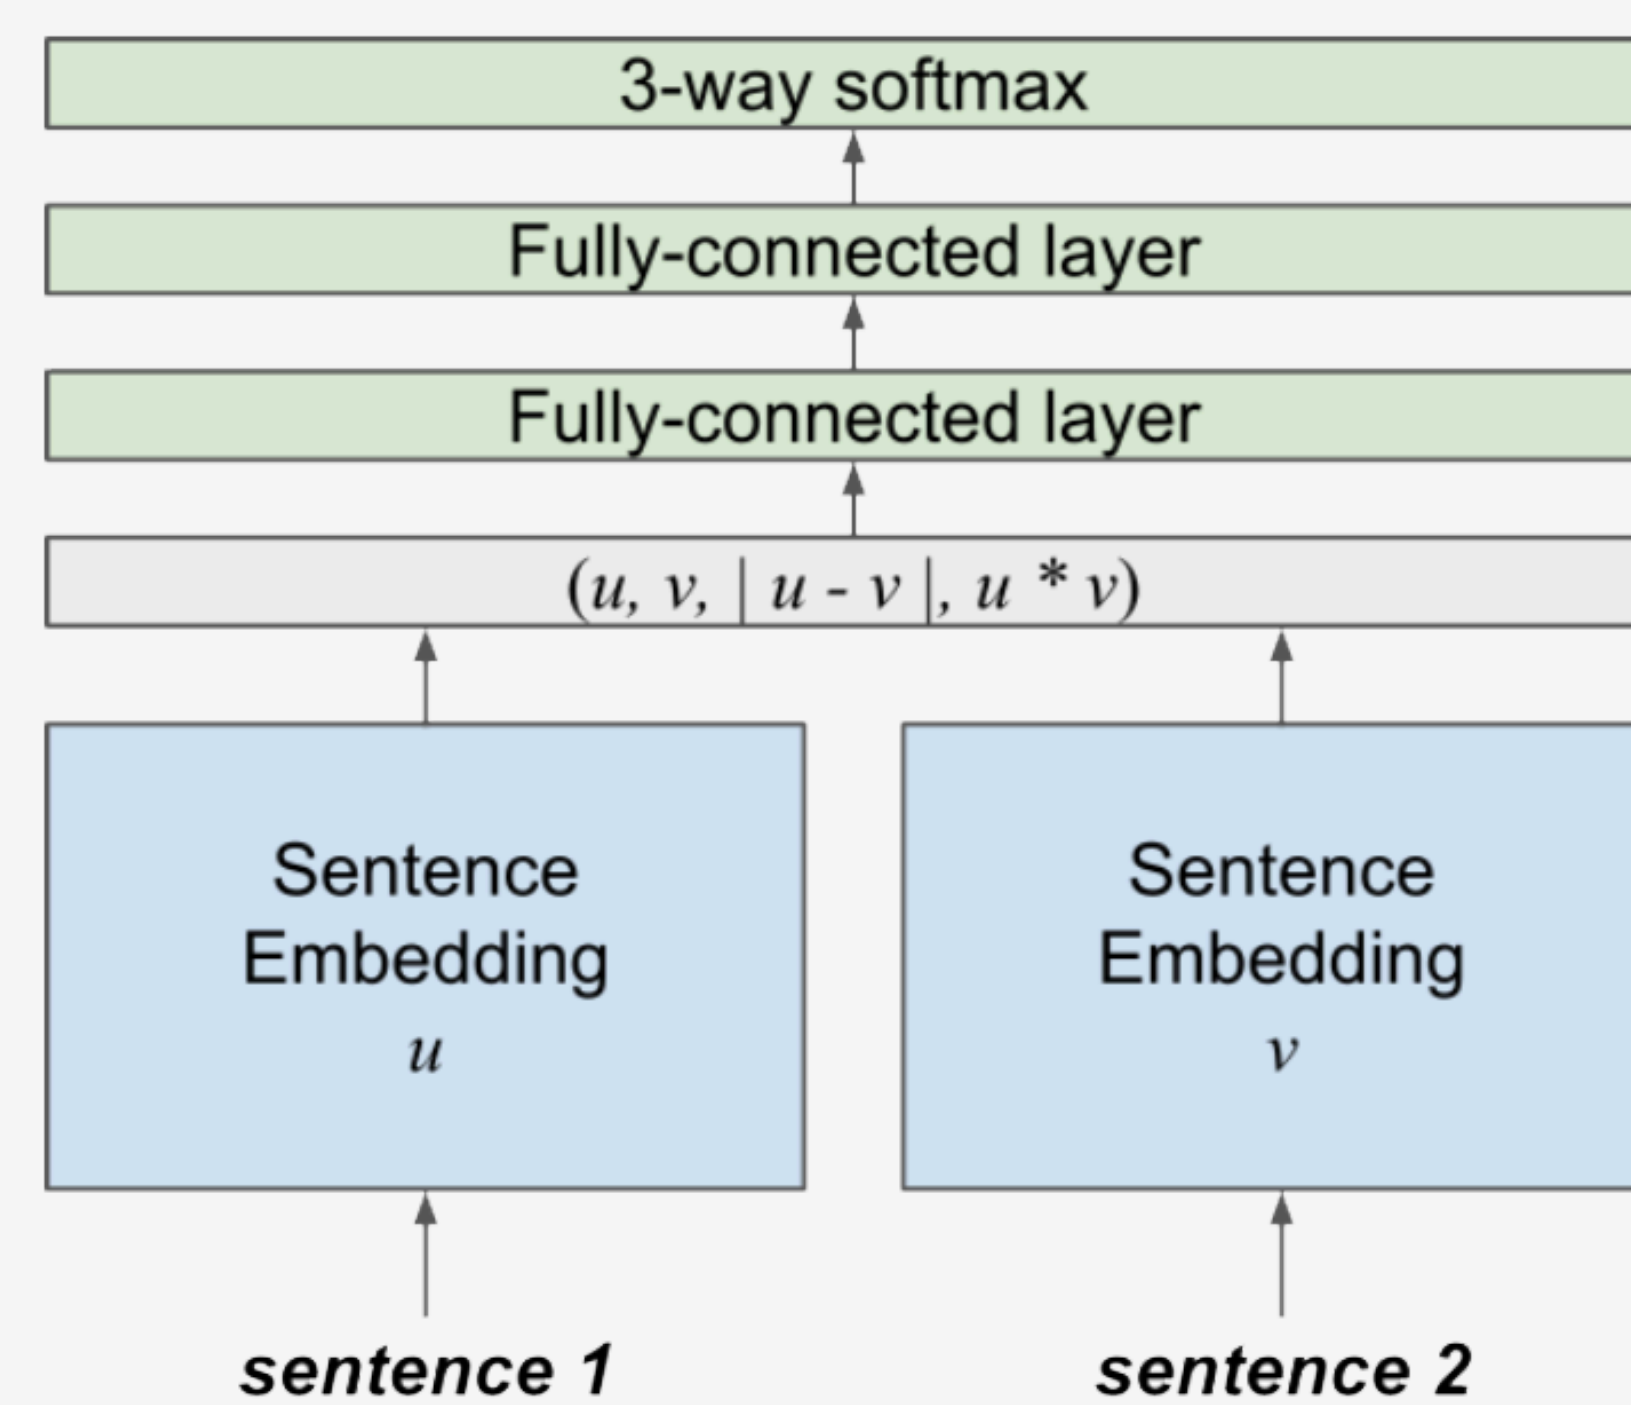 3-way softmax
Fully-connected layer
Fully-connected layer
(u, v, | u - v |, u * v)
Sentence
Embedding
u
Sentence
Embedding
v
sentence 1
sentence 2